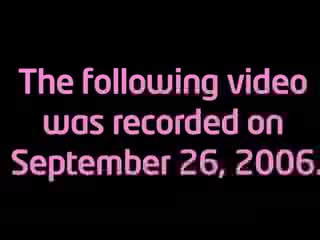 The following video
was recorded on
September 26, 2006.